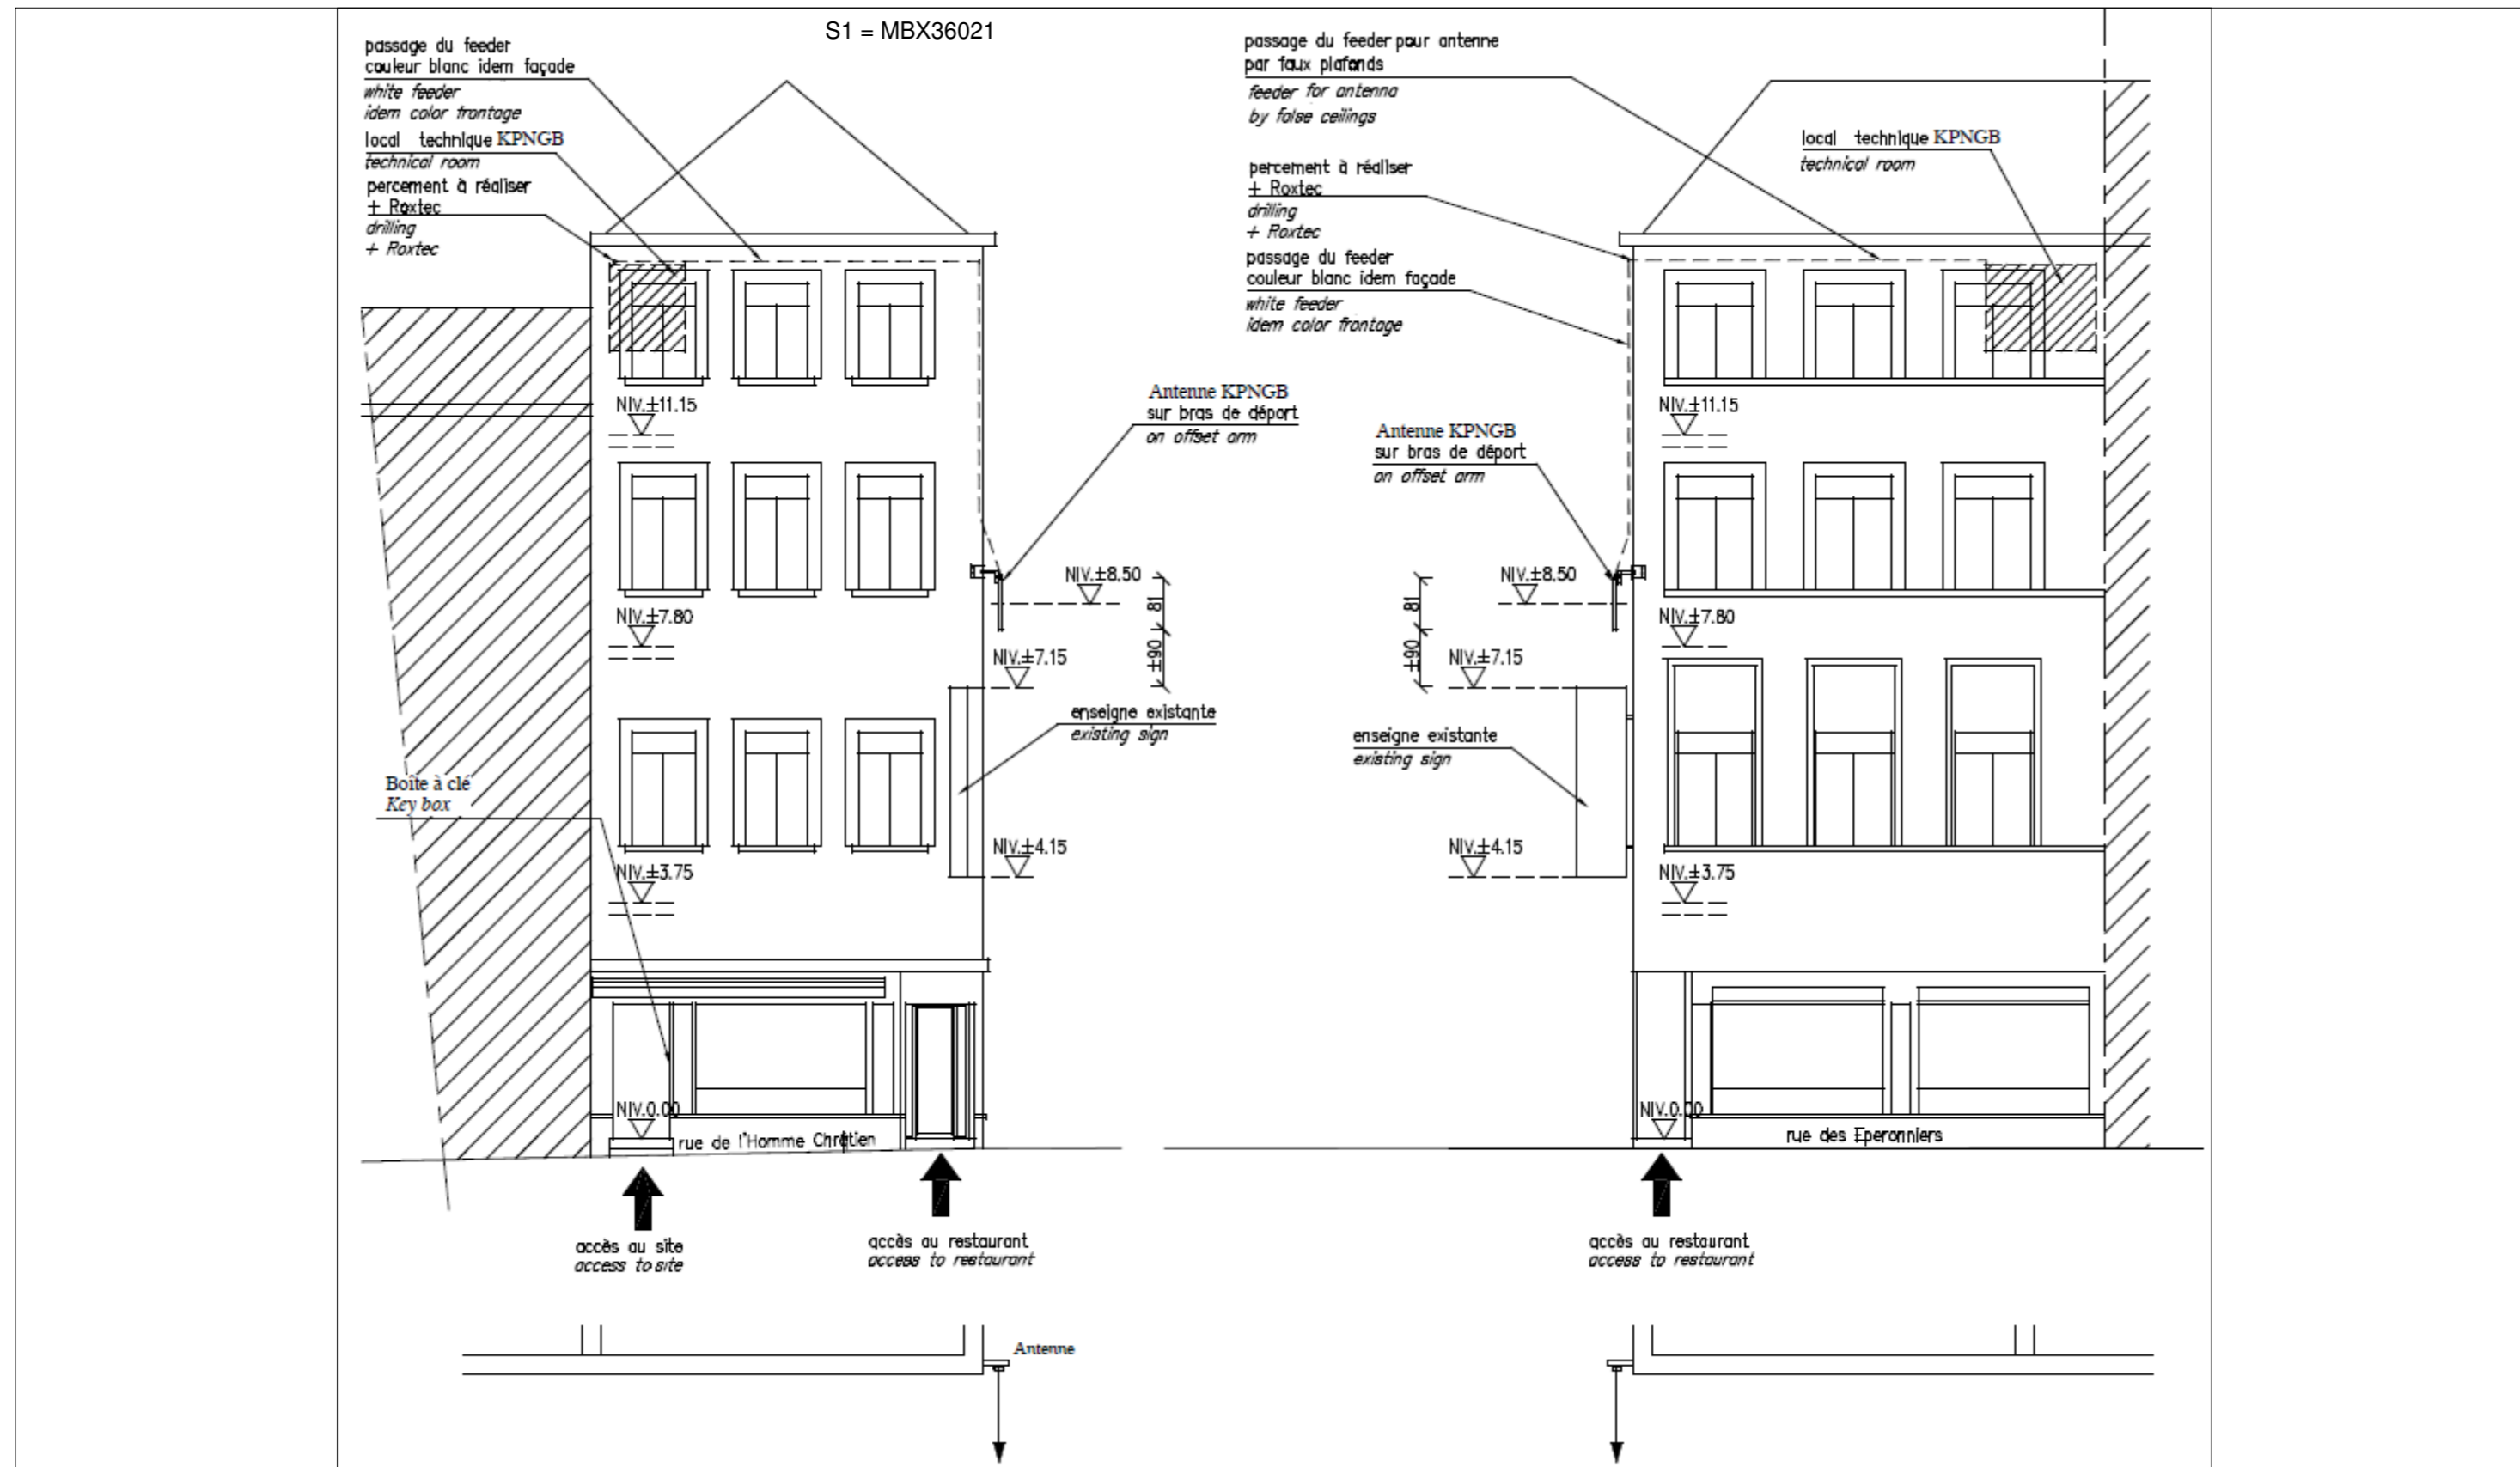 S1 = MBX36021
passage du feeder
couleur blanc idem façade
white feeder
idem color frontage
local technique KPNGB
technical room
percement à réaliser
+ Roxtec
drilling
+ Roxtec
NIV.±11.15
NIV.±7.80
NIV.±3.75
Boîte à clé
Key box
NIV.0.00
rue de l'Homme Chrétien
accès au site
access to site
accès au restaurant
access to restaurant
Antenne KPNGB
sur bras de déport
on offset arm
NIV.±8.50
81
±90
NIV.±7.15
enseigne existante
existing sign
NIV.±4.15
Antenne
passage du feeder pour antenne
par faux plafonds
feeder for antenna
by false ceilings
local technique KPNGB
technical room
percement à réaliser
+ Roxtec
drilling
+ Roxtec
passage du feeder
couleur blanc idem façade
white feeder
idem color frontage
Antenne KPNGB
sur bras de déport
on offset arm
NIV.±8.50
81
±90
NIV.±7.15
enseigne existante
existing sign
NIV.±4.15
NIV.±11.15
NIV.±7.80
NIV.±3.75
NIV.0.00
rue des Eperonniers
accès au restaurant
access to restaurant